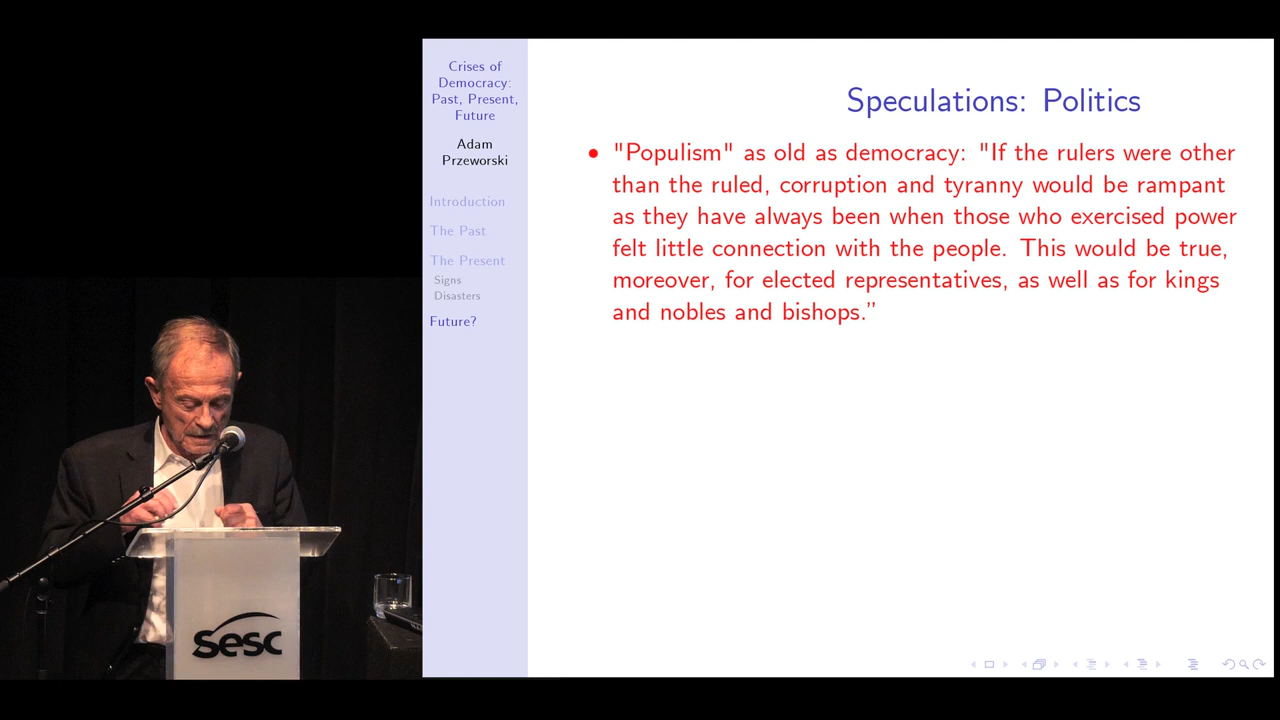 Crises of
Democracy:
Past, Present,
Future
Adam
Przeworski
Introduction
The Past
The Present
Signs
Disasters
Future?
Speculations: Politics
• "Populism" as old as democracy: "If the rulers were other
than the ruled, corruption and tyranny would be rampant
as they have always been when those who exercised power
felt little connection with the people. This would be true,
moreover, for elected representatives, as well as for kings
and nobles and bishops.”
sesc